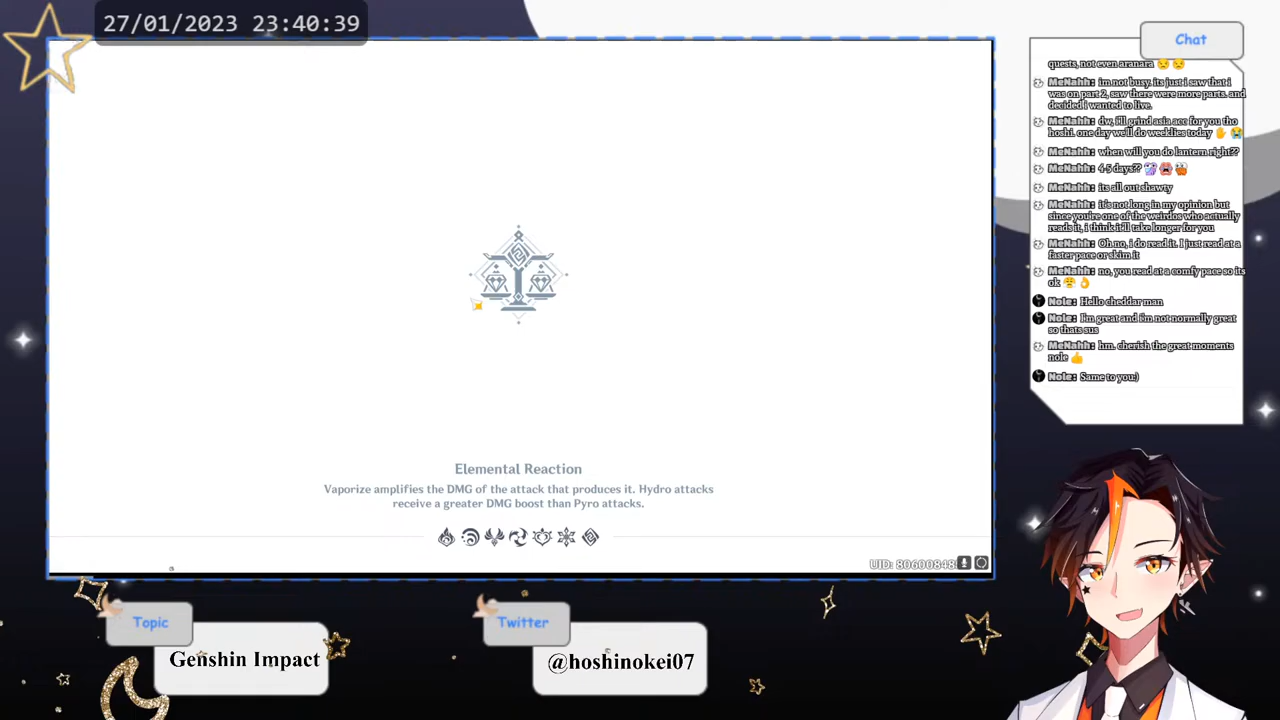 27/01/2023 23:40:39
Chat
quests, not even aranara 😒 😒
MeNahh: im not busy. its just i saw that i
was on part 2, saw there were more parts. and
decided i wanted to live.
MeNahh: dw, i'll grind asia acc for you tho
hoshi. one day we'll do weeklies today ✋ 😭
MeNahh: when will you do lantern right??
MeNahh: 4-5 days??
MeNahh: its all out shawty
MeNahh: it's not long in my opinion but
since you're one of the weirdos who actually
reads it, i think it'll take longer for you
MeNahh: Oh no, i do read it. I just read at a
faster pace or skim it
MeNahh: no, you read at a comfy pace so its
ok 😤 👌
Nole: Hello cheddar man
Nole: I'm great and i'm not normally great
so thats sus
MeNahh: hm. cherish the great moments
nole 👍
Nole: Same to you:)
Elemental Reaction
Vaporize amplifies the DMG of the attack that produces it. Hydro attacks
receive a greater DMG boost than Pyro attacks.
UID: 80600848
Topic
Genshin Impact
Twitter
@hoshinokei07